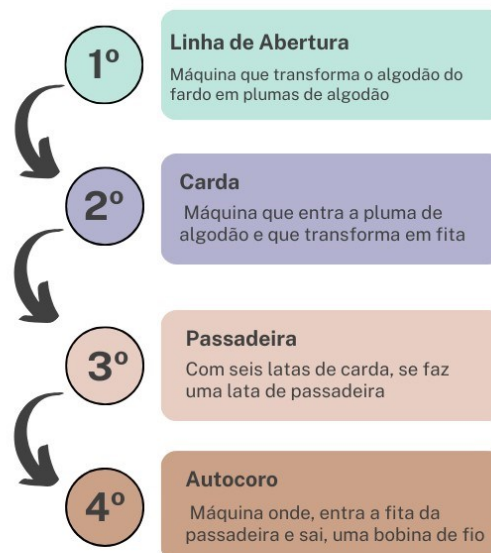 1º
Linha de Abertura
Máquina que transforma o algodão do
fardo em plumas de algodão
2º
Carda
Máquina que entra a pluma de
algodão e que transforma em fita
3º
Passadeira
Com seis latas de carda, se faz
uma lata de passadeira
4º
Autocoro
Máquina onde, entra a fita da
passadeira e sai, uma bobina de fio